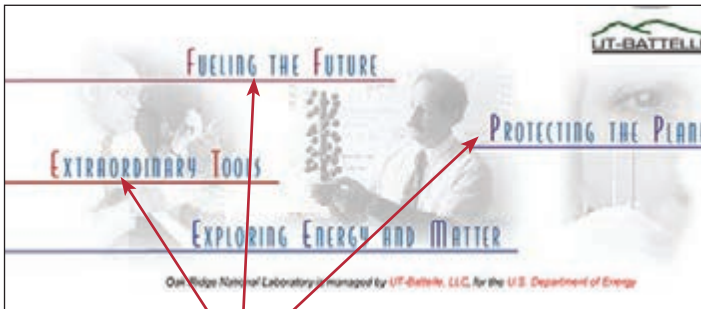 UT-BATTELLE
FUELING THE FUTURE
PROTECTING THE PLAN
EXTRAORDINARY TOOLS
EXPLORING ENERGY AND MATTER
Oak Ridge National Laboratory is managed by UT-Battelle, LLC, for the U.S. Department of Energy